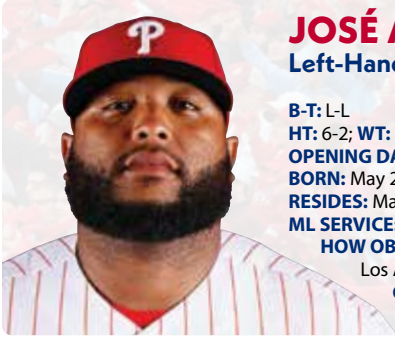 P
JOSÉ A
Left-Hand
B-T: L-L
HT: 6-2; WT:
OPENING DA
BORN: May 2
RESIDES: Ma
ML SERVICE:
HOW OB
Los A